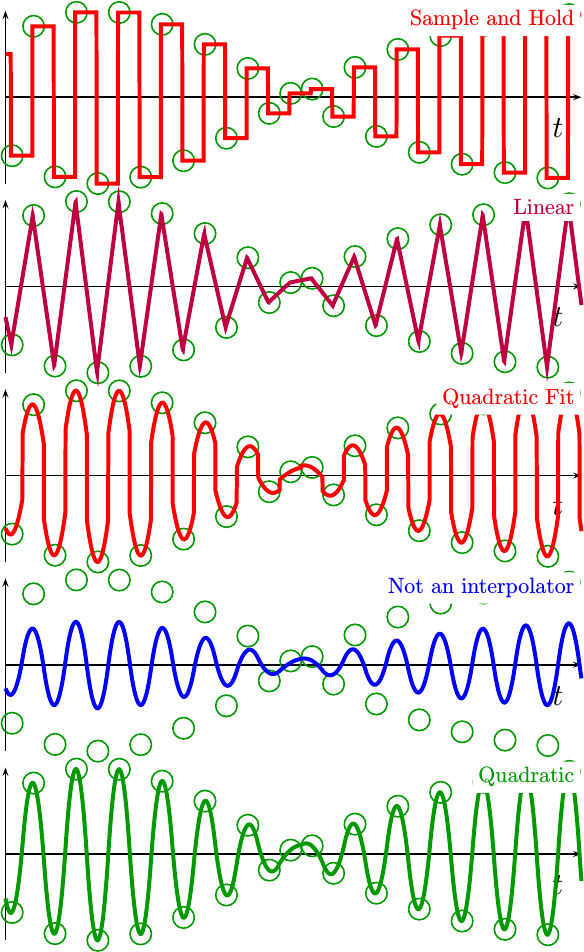 Sample and Hold
t
Linear
t
Quadratic Fit
t
Not an interpolator
t
Quadratic
t